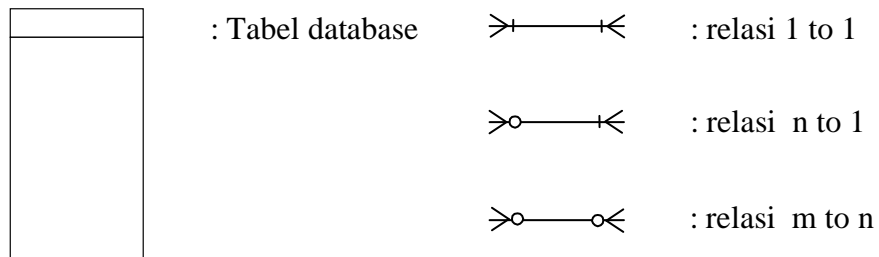 : Tabel database
: relasi 1 to 1
: relasi n to 1
: relasi m to n